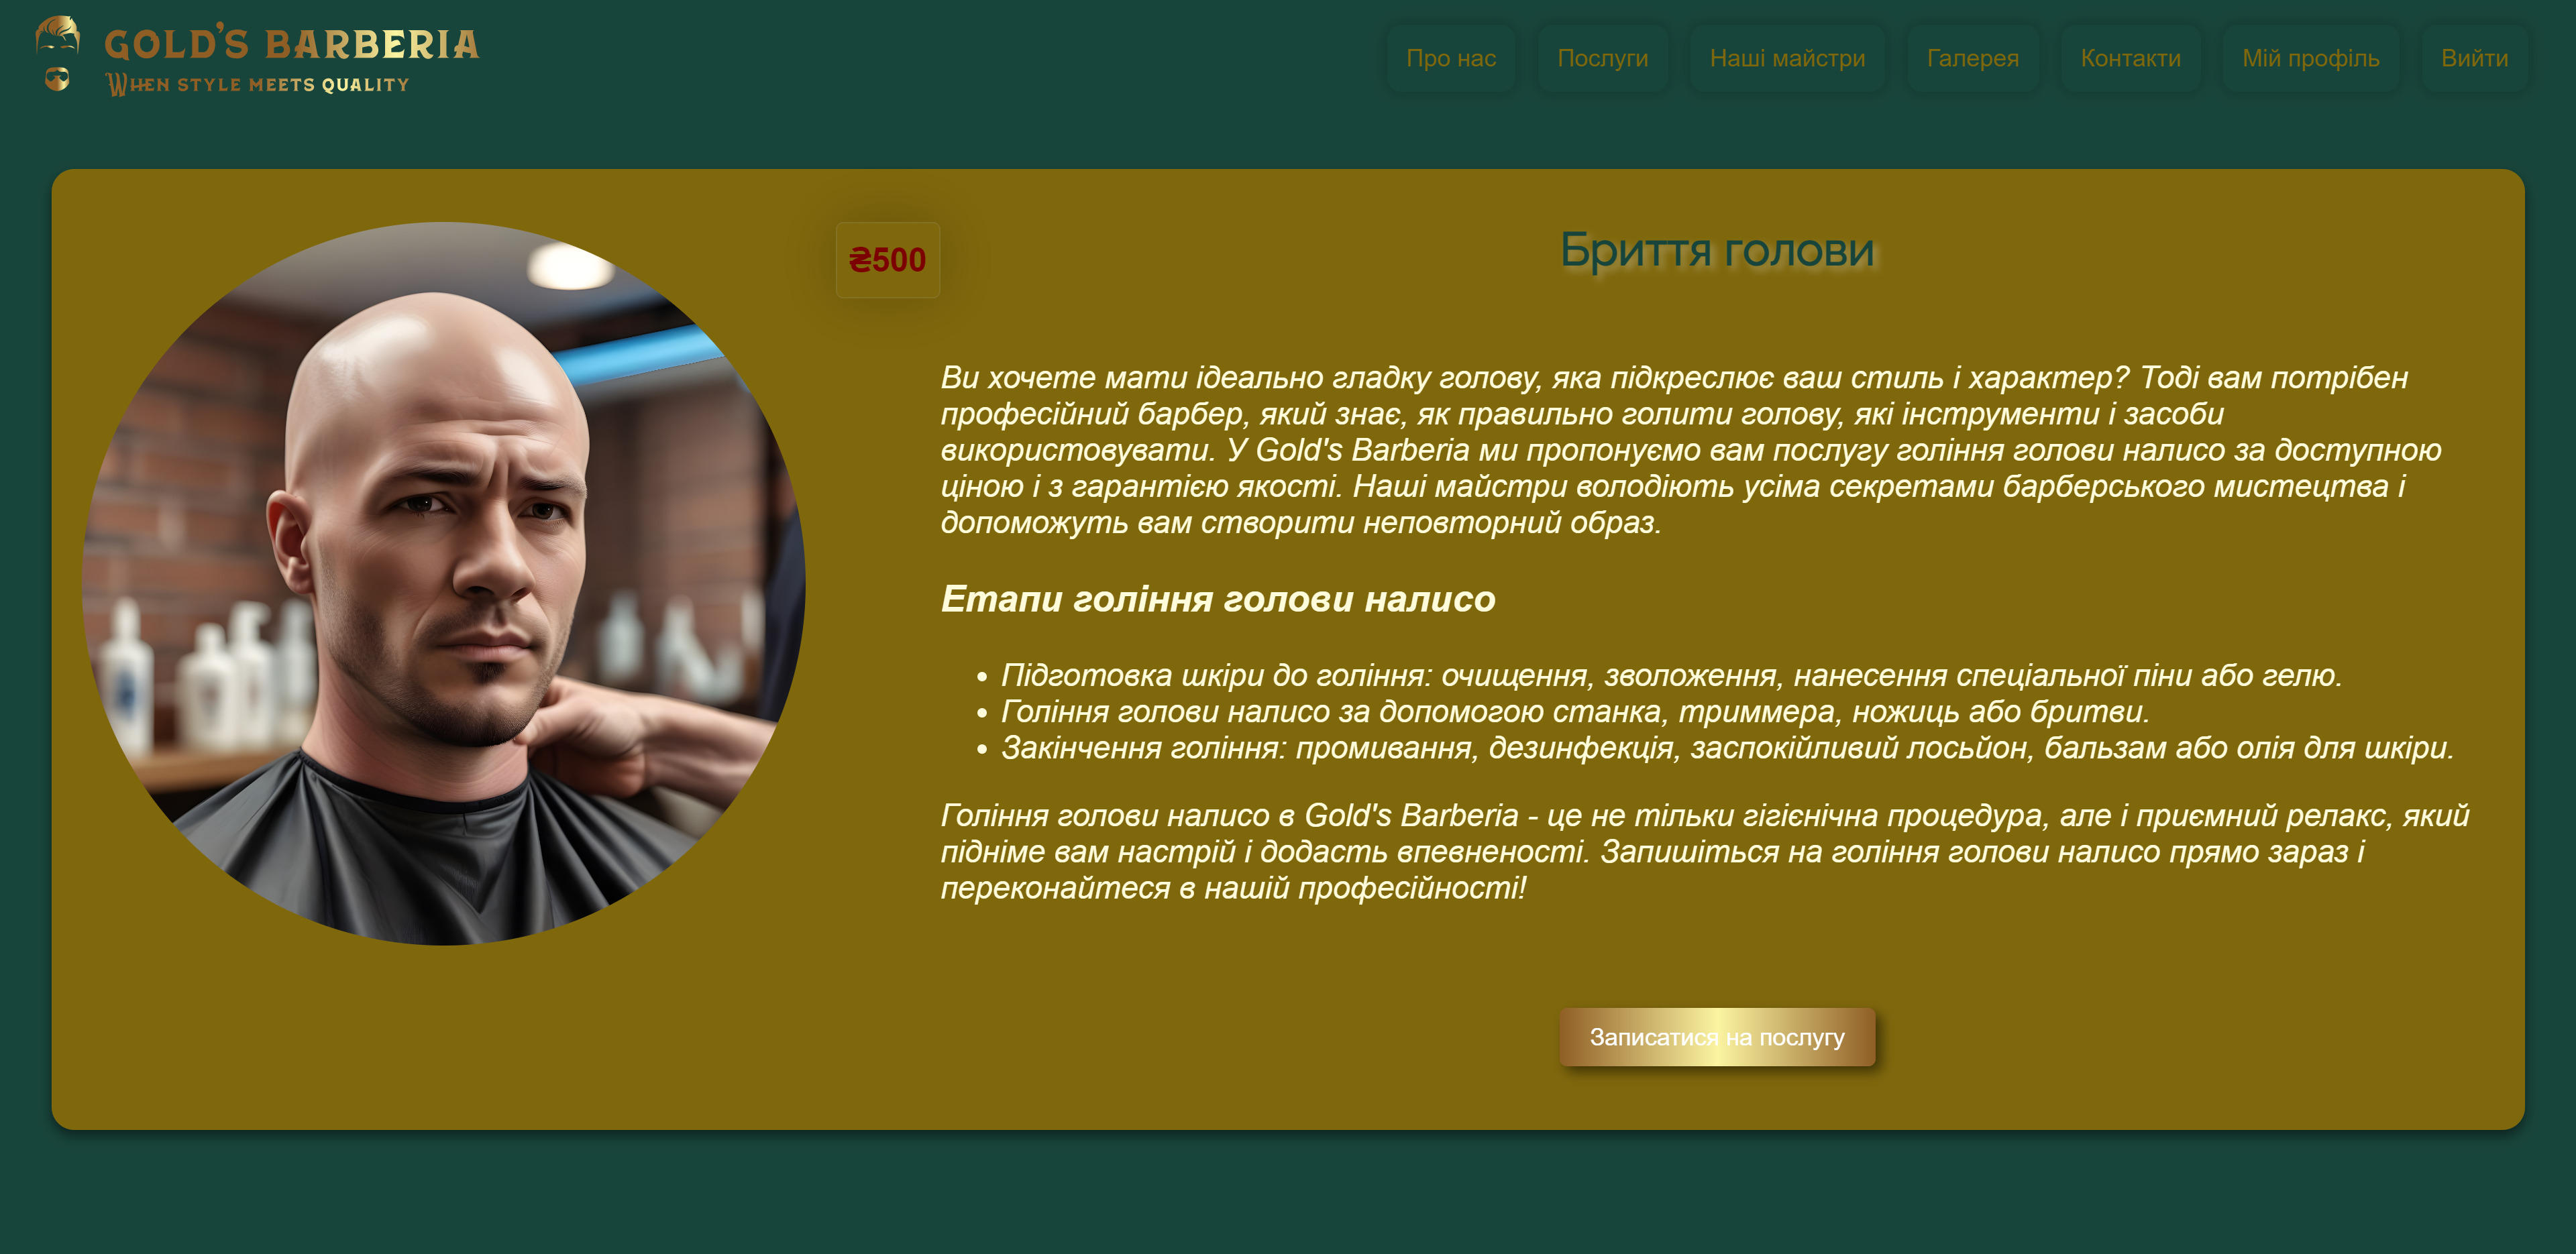 GOLD'S BARBERIA
WHEN STYLE MEETS QUALITY
Про нас
Послуги
Наші майстри
Галерея
Контакти
Мій профіль
Вийти
₴500
Бриття голови
Ви хочете мати ідеально гладку голову, яка підкреслює ваш стиль і характер? Тоді вам потрібен
професійний барбер, який знає, як правильно голити голову, які інструменти і засоби
використовувати. У Gold's Barberia ми пропонуємо вам послугу гоління голови налисо за доступною
ціною і з гарантією якості. Наші майстри володіють усіма секретами барберського мистецтва і
допоможуть вам створити неповторний образ.
Етапи гоління голови налисо
• Підготовка шкіри до гоління: очищення, зволоження, нанесення спеціальної піни або гелю.
• Гоління голови налисо за допомогою станка, триммера, ножиць або бритви.
• Закінчення гоління: промивання, дезинфекція, заспокійливий лосьйон, бальзам або олія для шкіри.
Гоління голови налисо в Gold's Barberia - це не тільки гігієнічна процедура, але і приємний релакс, який
підніме вам настрій і додасть впевненості. Запишіться на гоління голови налисо прямо зараз і
переконайтеся в нашій професійності!
Записатися на послугу